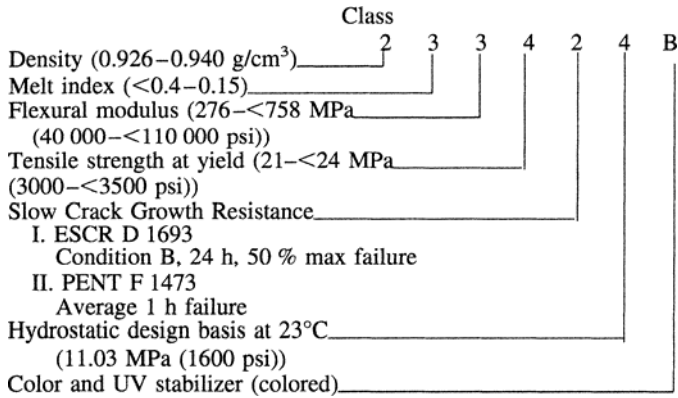 Class
2 3 3 4 2 4 B
Density (0.926–0.940 g/cm³)
Melt index (<0.4–0.15)
Flexural modulus (276–<758 MPa
(40 000–<110 000 psi))
Tensile strength at yield (21–<24 MPa
(3000–<3500 psi))
Slow Crack Growth Resistance
I. ESCR D 1693
Condition B, 24 h, 50 % max failure
II. PENT F 1473
Average 1 h failure
Hydrostatic design basis at 23°C
(11.03 MPa (1600 psi))
Color and UV stabilizer (colored)